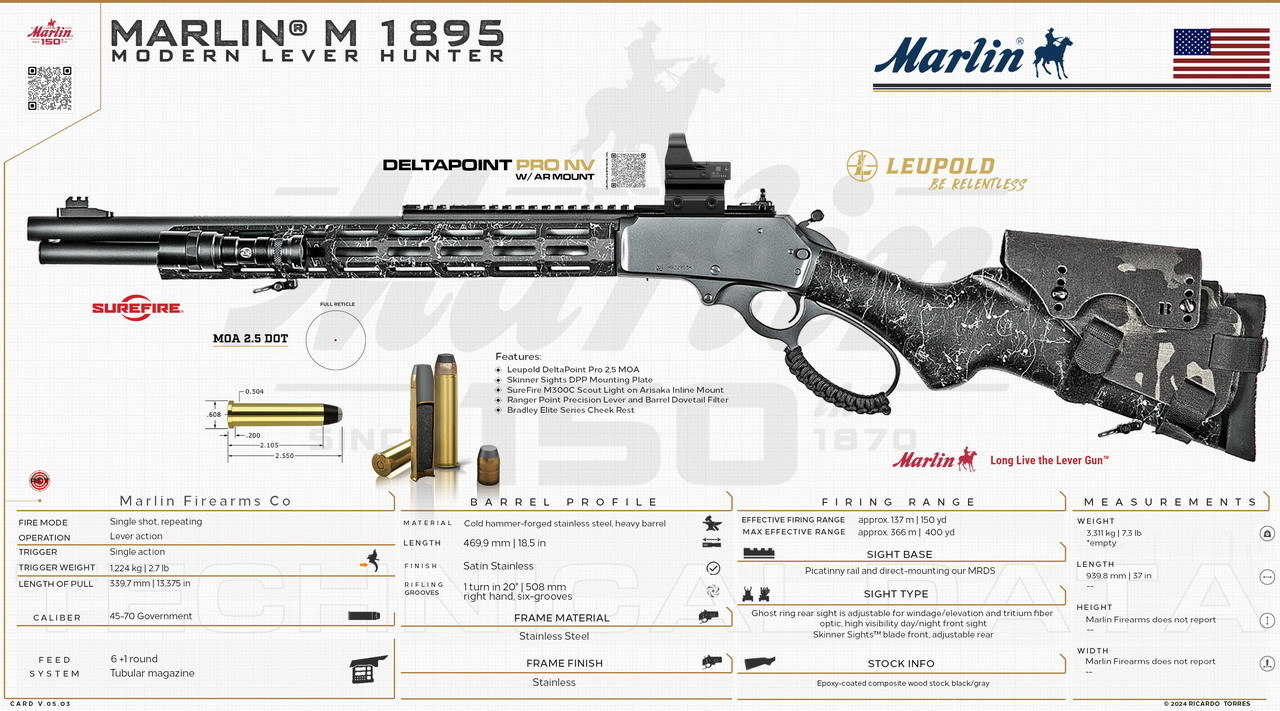 Marlin
150
MARLIN® M 1895
MODERN LEVER HUNTER
Marlin®
DELTAPOINT PRO NV
W/ AR MOUNT
LEUPOLD
BE RELENTLESS
SUREFIRE®
FULL RETICLE
MOA 2.5 DOT
0.504
.608
.200
2.105
2.550
Features:
Leupold DeltaPoint Pro 2,5 MOA
Skinner Sights DPP Mounting Plate
SureFire M300C Scout Light on Arisaka Inline Mount
Ranger Point Precision Lever and Barrel Dovetail Filter
Bradley Elite Series Cheek Rest
Marlin
SINCE
150
1870
Marlin Long Live the Lever Gun™
Marlin Firearms Co
FIRE MODE Single shot, repeating
OPERATION Lever action
TRIGGER Single action
TRIGGER WEIGHT 1,224 kg | 2.7 lb
LENGTH OF PULL 339.7 mm | 13,375 in
CALIBER 45-70 Government
FEED SYSTEM
6 +1 round
Tubular magazine
BARREL PROFILE
MATERIAL Cold hammer-forged stainless steel, heavy barrel
LENGTH 469,9 mm | 18,5 in
FINISH Satin Stainless
RIFLING GROOVES
1 turn in 20" | 508 mm
right hand, six-grooves
FRAME MATERIAL
Stainless Steel
FRAME FINISH
Stainless
FIRING RANGE
EFFECTIVE FIRING RANGE approx. 137 m | 150 yd
MAX EFFECTIVE RANGE approx. 366 m | 400 yd
SIGHT BASE
Picatinny rail and direct-mounting our MRDS
SIGHT TYPE
Ghost ring rear sight is adjustable for windage/elevation and tritium fiber
optic, high visibility day/night front sight
Skinner Sights™ blade front, adjustable rear
STOCK INFO
Epoxy-coated composite wood stock, black/gray
MEASUREMENTS
WEIGHT
3,311 kg | 7,3 lb
*empty
LENGTH
939.8 mm | 37 in
--
HEIGHT
Marlin Firearms does not report
--
WIDTH
Marlin Firearms does not report
--
TECHNICAL DATA
CARD V.05.03
© 2024 RICARDO TORRES